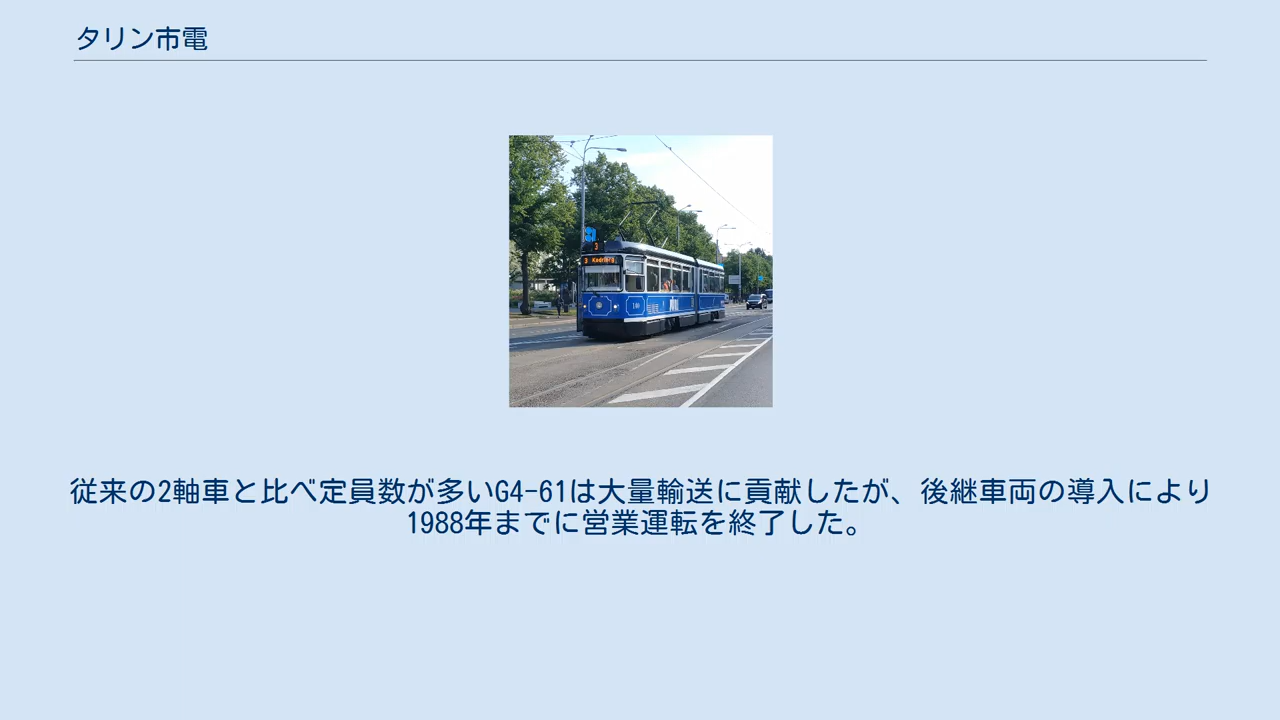 タリン市電
3
3 Kadriorg
従来の2軸車と比べ定員数が多いG4-61は大量輸送に貢献したが、後継車両の導入により
1988年までに営業運転を終了した。